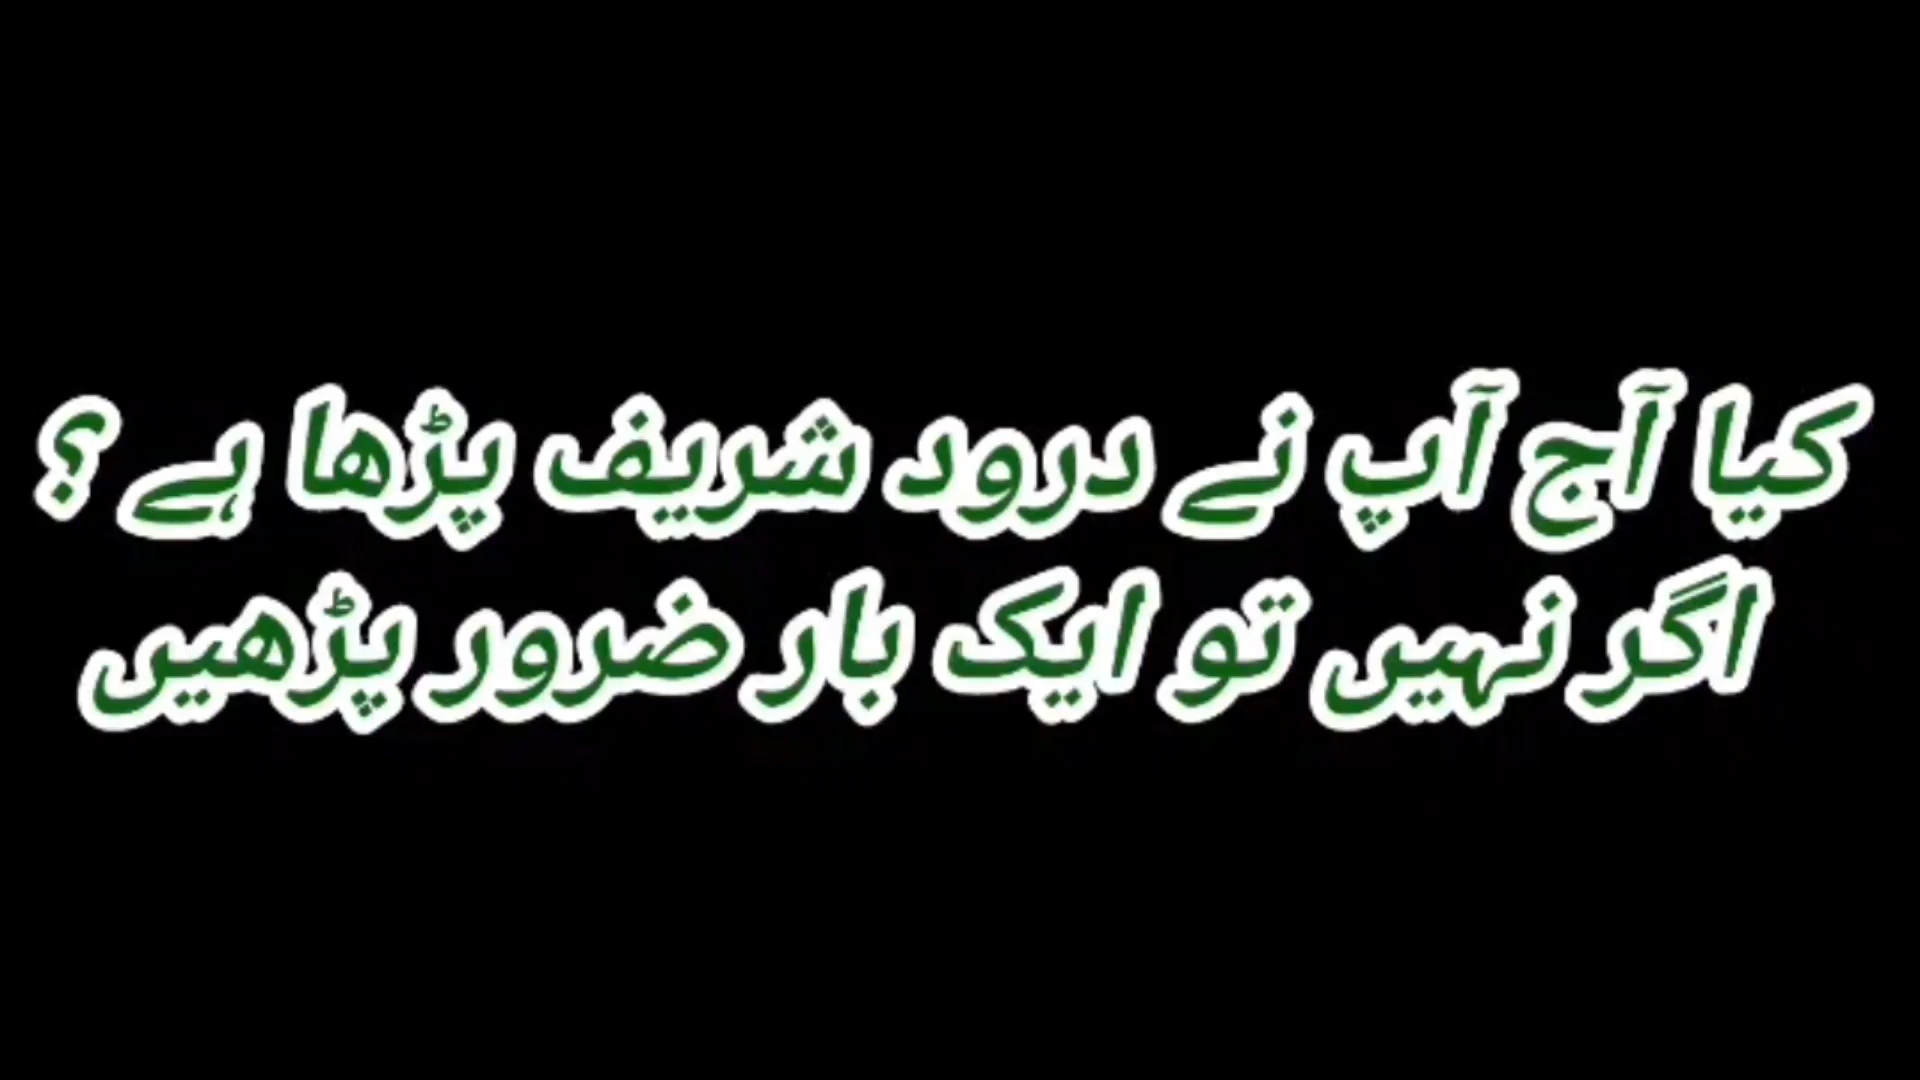 کیا آج آپ نے درود شریف پڑھا ہے ؟
اگر نہیں تو ایک بار ضرور پڑھیں